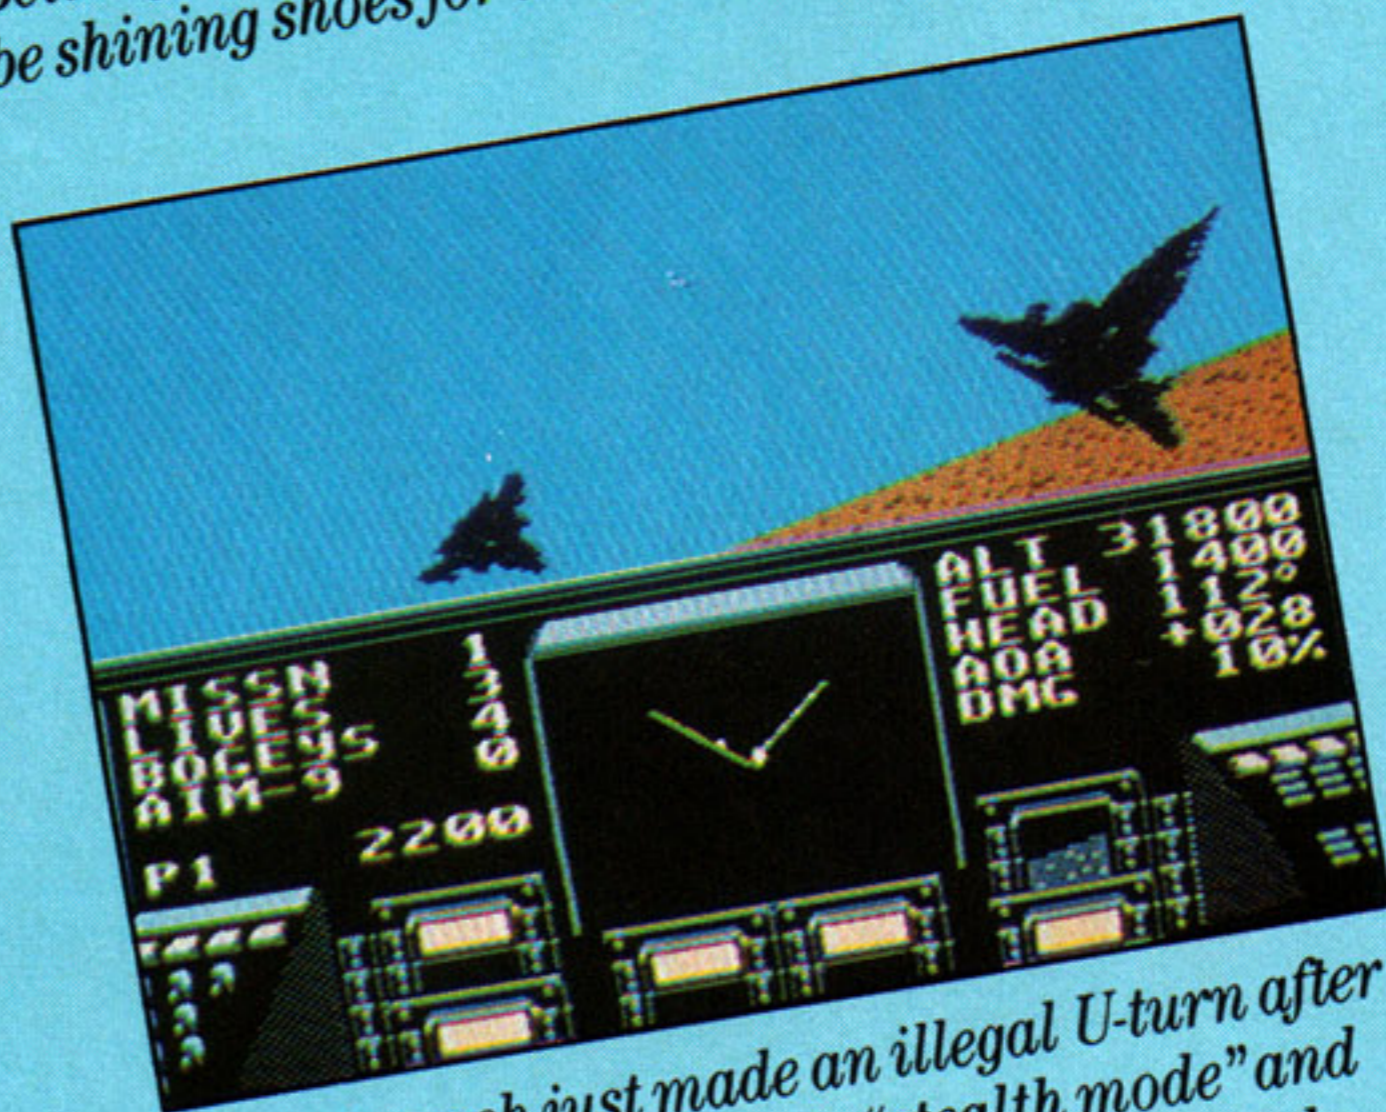 be shining shoes for
MISSN 1
LIVES 3
BOGEYS 4
AIM-9 0
P1 2200
ALT 31800
FUEL 1400
HEAD 112°
AOA +028
DMG 10%
just made an illegal U-turn after
mode” and